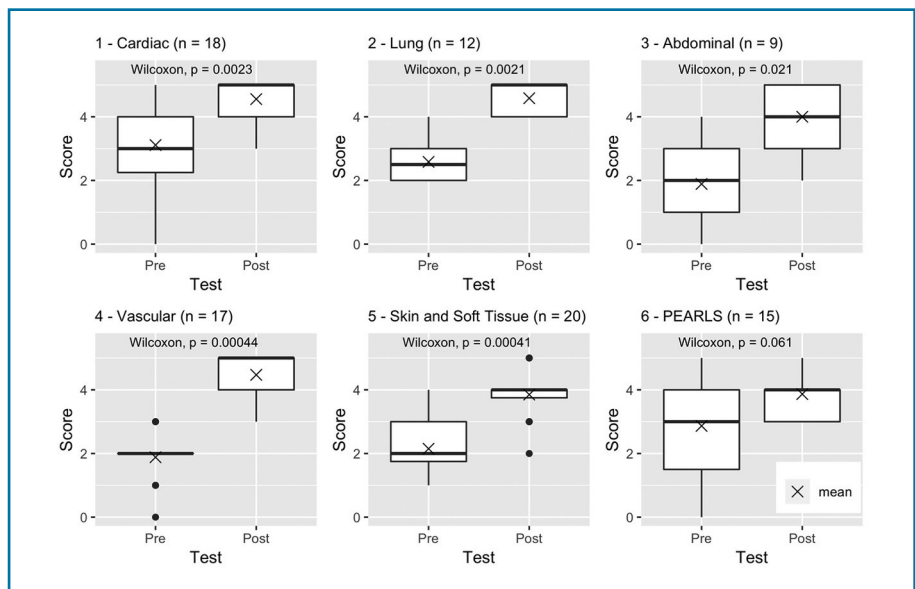 1 - Cardiac (n = 18)
Wilcoxon, p = 0.0023
4
2
0
Score
Pre
Post
Test
2 - Lung (n = 12)
Wilcoxon, p = 0.0021
4
2
0
Score
Pre
Post
Test
3 - Abdominal (n = 9)
Wilcoxon, p = 0.021
4
2
0
Score
Pre
Post
Test
4 - Vascular (n = 17)
Wilcoxon, p = 0.00044
4
2
0
Score
Pre
Post
Test
5 - Skin and Soft Tissue (n = 20)
Wilcoxon, p = 0.00041
4
2
0
Score
Pre
Post
Test
6 - PEARLS (n = 15)
Wilcoxon, p = 0.061
4
2
0
Score
mean
Pre
Post
Test